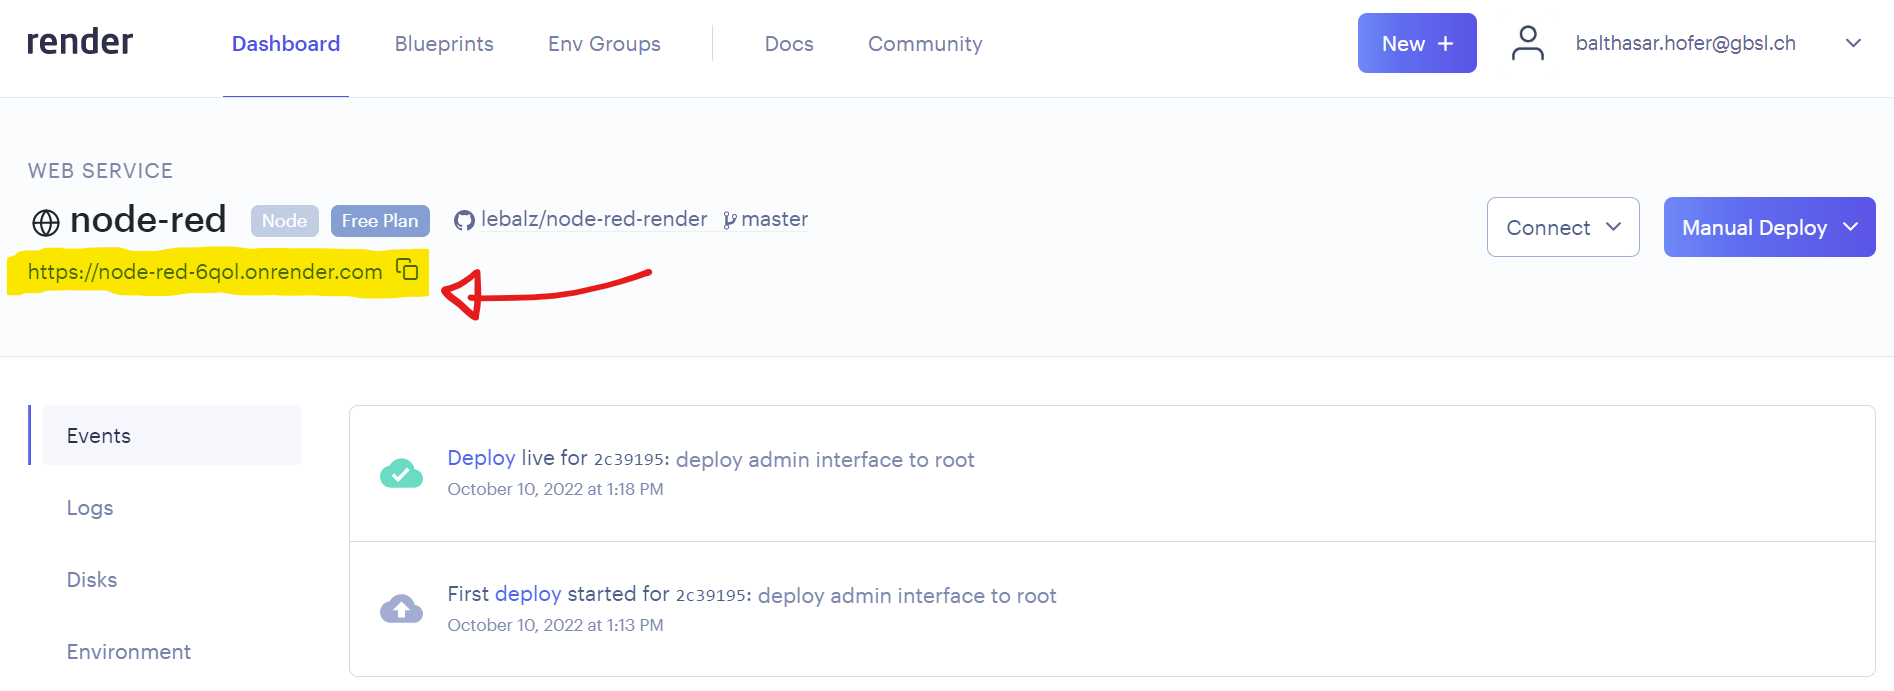 render Dashboard Blueprints Env Groups Docs Community New + balthasar.hofer@gbsl.ch
WEB SERVICE
node-red Node Free Plan lebalz/node-red-render master
https://node-red-6qol.onrender.com
Connect Manual Deploy
Events
Logs
Disks
Environment
Deploy live for 2c39195: deploy admin interface to root
October 10, 2022 at 1:18 PM
First deploy started for 2c39195: deploy admin interface to root
October 10, 2022 at 1:13 PM